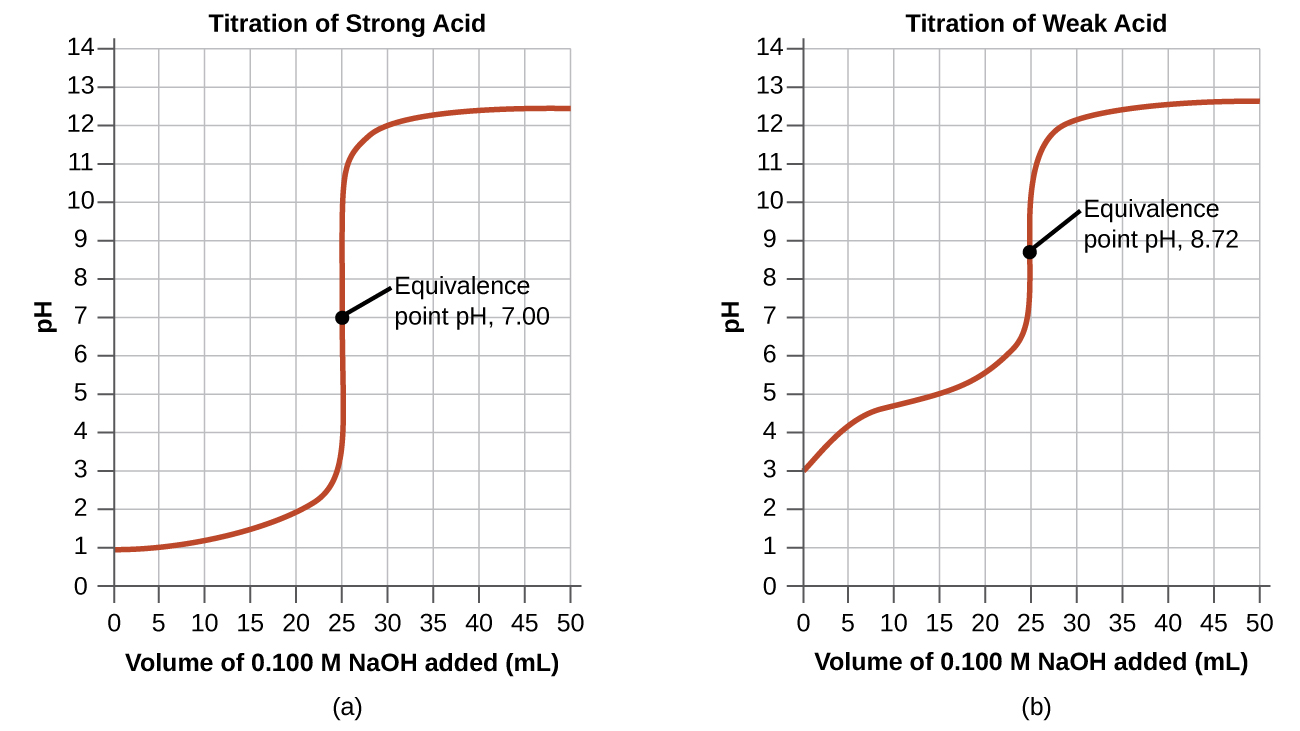 Titration of Strong Acid
14
13
12
11
10
9
8
7
6
5
4
3
2
1
0
pH
Equivalence
point pH, 7.00
0 5 10 15 20 25 30 35 40 45 50
Volume of 0.100 M NaOH added (mL)
(a)
Titration of Weak Acid
14
13
12
11
10
9
8
7
6
5
4
3
2
1
0
pH
Equivalence
point pH, 8.72
0 5 10 15 20 25 30 35 40 45 50
Volume of 0.100 M NaOH added (mL)
(b)